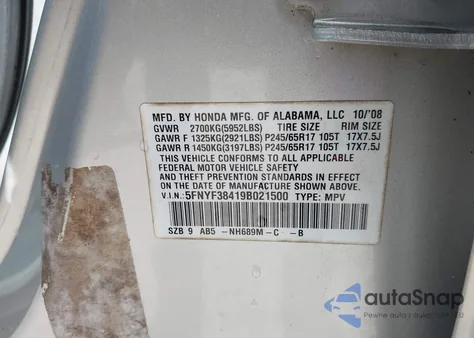 MFD. BY HONDA MFG. OF ALABAMA, LLC 10/'08
GVWR 2700KG(5952LBS) TIRE SIZE RIM SIZE
GAWR F 1325KG(2921LBS) P245/65R17 105T 17X7.5J
GAWR R 1450KG(3197LBS) P245/65R17 105T 17X7.5J
THIS VEHICLE CONFORMS TO ALL APPLICABLE
FEDERAL MOTOR VEHICLE SAFETY
AND THEFT PREVENTION STANDARDS IN EFFECT
ON THE DATE OF MANUFACTURE SHOWN ABOVE.
V.I.N.: 5FNYF38419B021500 TYPE: MPV
SZB 9 AB5 -NH689M -C -B
autoSnap
Pewne auto z